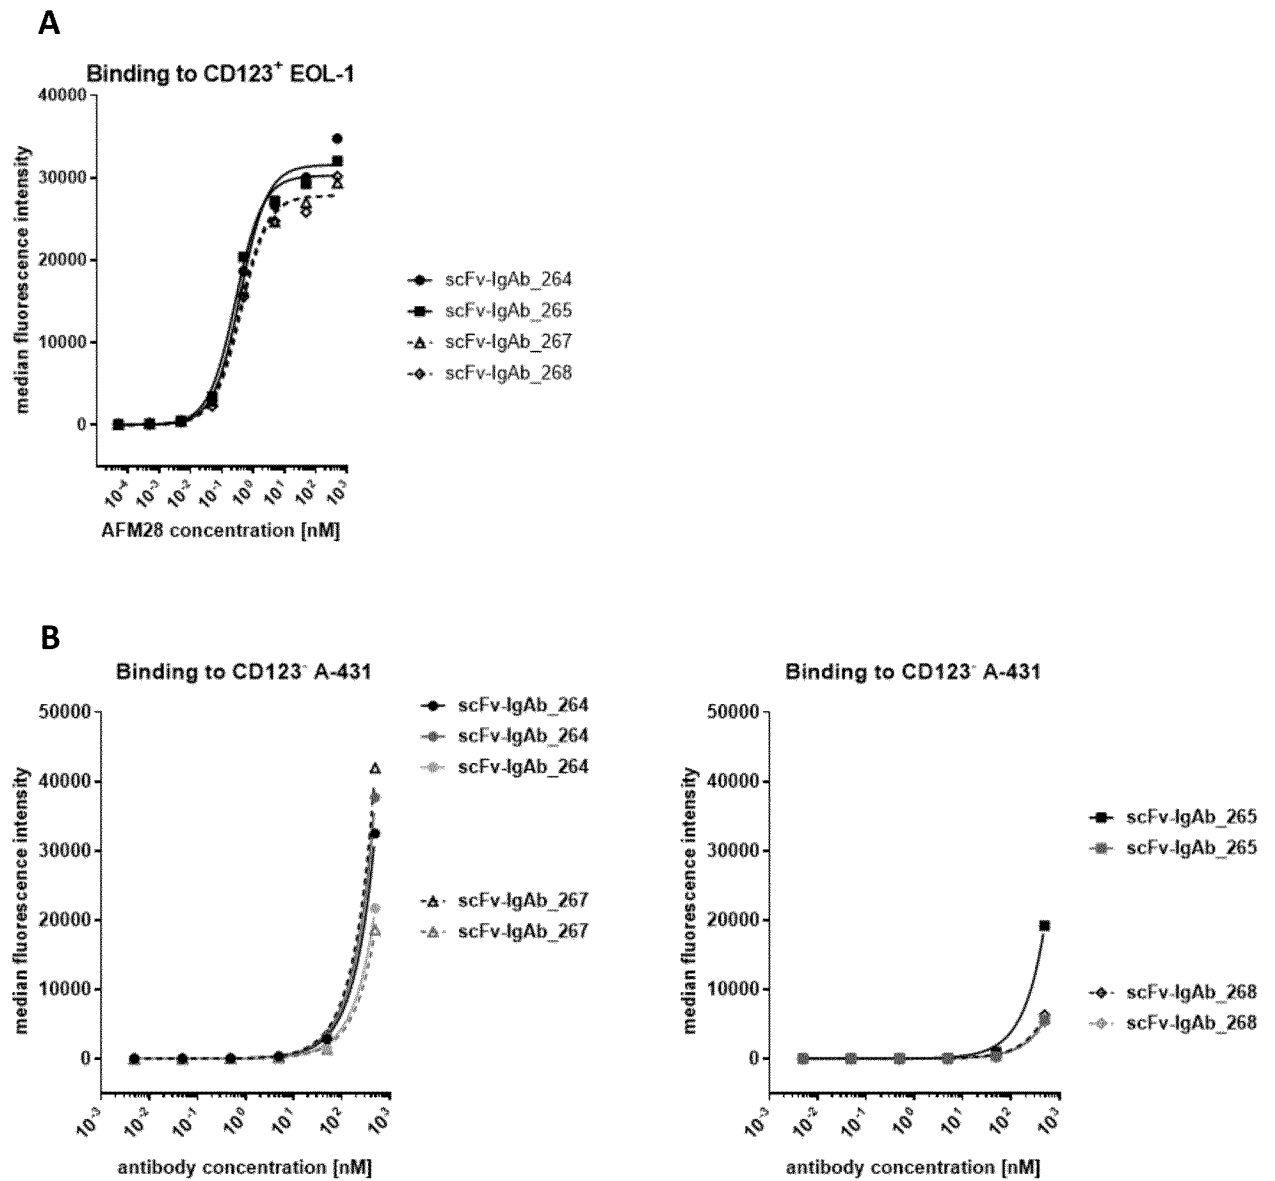 A
Binding to CD123⁺ EOL-1
median fluorescence intensity
40000
30000
20000
10000
0
10⁻⁴ 10⁻³ 10⁻² 10⁻¹ 10⁰ 10¹ 10² 10³
AFM28 concentration [nM]
scFv-IgAb_264
scFv-IgAb_265
scFv-IgAb_267
scFv-IgAb_268
B
Binding to CD123⁻ A-431
median fluorescence intensity
50000
40000
30000
20000
10000
0
10⁻³ 10⁻² 10⁻¹ 10⁰ 10¹ 10² 10³
antibody concentration [nM]
scFv-IgAb_264
scFv-IgAb_264
scFv-IgAb_264
scFv-IgAb_267
scFv-IgAb_267
Binding to CD123⁻ A-431
median fluorescence intensity
50000
40000
30000
20000
10000
0
10⁻³ 10⁻² 10⁻¹ 10⁰ 10¹ 10² 10³
antibody concentration [nM]
scFv-IgAb_265
scFv-IgAb_265
scFv-IgAb_268
scFv-IgAb_268